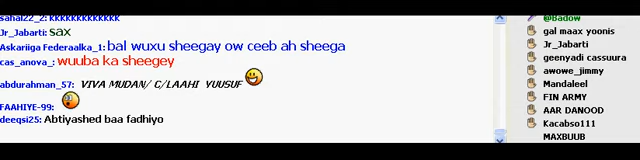 sahal22_2: kkkkkkkkkkkkk
Jr_Jabarti: sax
Askariiga Federaalka_1: bal wuxu sheegay ow ceeb ah sheega
cas_anova_: wuuba ka sheegey
abdurahman_57: VIVA MUDAN/ C/LAAHI YUUSUF
FAAHIYE-99:
deeqsi25: Abtiyashed baa fadhiyo
@Badow
gal maax yoonis
Jr_Jabarti
geenyadi cassuura
awowe_jimmy
Mandaleel
FIN ARMY
AAR DANOOD
Kacabso111
MAXBUUB